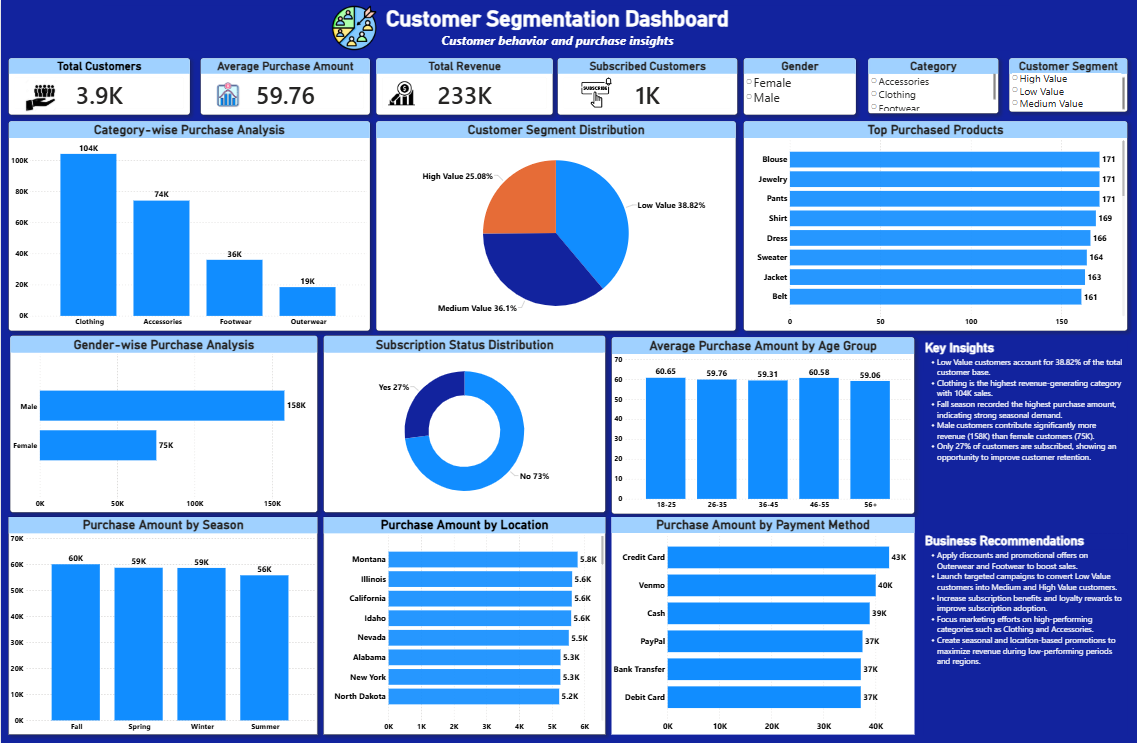 Customer Segmentation Dashboard
Customer behavior and purchase insights
Total Customers
3.9K
Average Purchase Amount
59.76
Total Revenue
233K
Subscribed Customers
SUBSCRIBE
1K
Gender
Female
Male
Category
Accessories
Clothing
Footwear
Customer Segment
High Value
Low Value
Medium Value
Category-wise Purchase Analysis
100K
80K
60K
40K
20K
0K
104K
74K
36K
19K
Clothing
Accessories
Footwear
Outerwear
Customer Segment Distribution
High Value 25.08%
Low Value 38.82%
Medium Value 36.1%
Top Purchased Products
Blouse 171
Jewelry 171
Pants 171
Shirt 169
Dress 166
Sweater 164
Jacket 163
Belt 161
0 50 100 150
Gender-wise Purchase Analysis
Male 158K
Female 75K
0K 50K 100K 150K
Subscription Status Distribution
Yes 27%
No 73%
Average Purchase Amount by Age Group
70
60
50
40
30
20
10
0
60.65 59.76 59.31 60.58 59.06
18-25 26-35 36-45 46-55 56+
Key Insights
• Low Value customers account for 38.82% of the total
customer base.
• Clothing is the highest revenue-generating category
with 104K sales.
• Fall season recorded the highest purchase amount,
indicating strong seasonal demand.
• Male customers contribute significantly more
revenue (158K) than female customers (75K).
• Only 27% of customers are subscribed, showing an
opportunity to improve customer retention.
Purchase Amount by Season
70K
60K
50K
40K
30K
20K
10K
0K
60K 59K 59K 56K
Fall Spring Winter Summer
Purchase Amount by Location
Montana 5.8K
Illinois 5.6K
California 5.6K
Idaho 5.6K
Nevada 5.5K
Alabama 5.3K
New York 5.3K
North Dakota 5.2K
0K 1K 2K 3K 4K 5K 6K
Purchase Amount by Payment Method
Credit Card 43K
Venmo 40K
Cash 39K
PayPal 37K
Bank Transfer 37K
Debit Card 37K
0K 10K 20K 30K 40K
Business Recommendations
• Apply discounts and promotional offers on
Outerwear and Footwear to boost sales.
• Launch targeted campaigns to convert Low Value
customers into Medium and High Value customers.
• Increase subscription benefits and loyalty rewards to
improve subscription adoption.
• Focus marketing efforts on high-performing
categories such as Clothing and Accessories.
• Create seasonal and location-based promotions to
maximize revenue during low-performing periods
and regions.